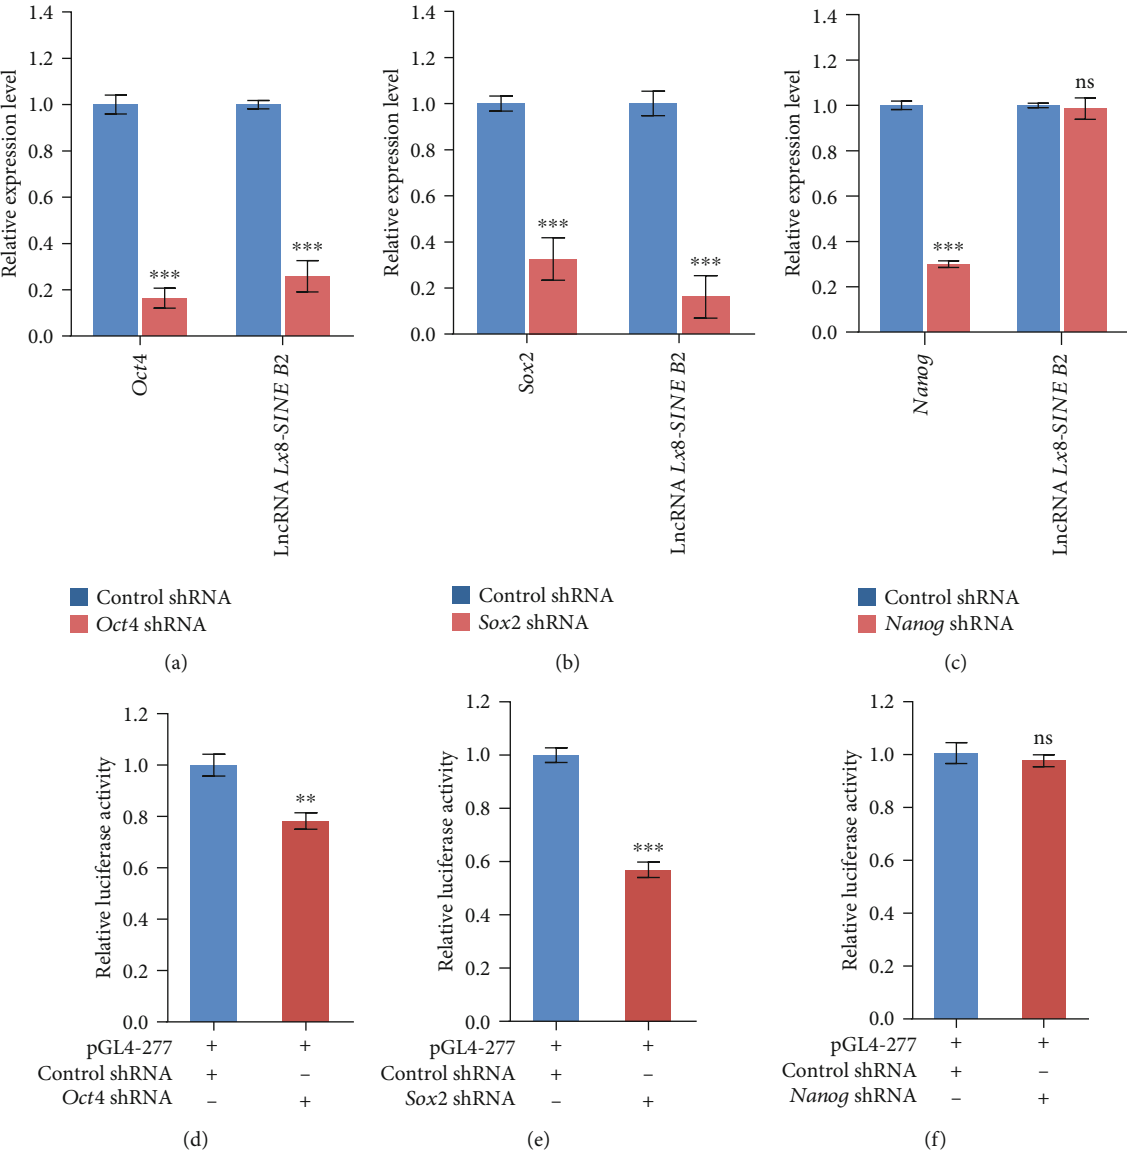 Relative expression level
1.4
1.2
1.0
0.8
0.6
0.4
0.2
0.0
***
***
Oct4
LncRNA Lx8-SINE B2
Control shRNA
Oct4 shRNA
(a)
Relative expression level
1.4
1.2
1.0
0.8
0.6
0.4
0.2
0.0
***
***
Sox2
LncRNA Lx8-SINE B2
Control shRNA
Sox2 shRNA
(b)
Relative expression level
1.4
1.2
1.0
0.8
0.6
0.4
0.2
0.0
***
ns
Nanog
LncRNA Lx8-SINE B2
Control shRNA
Nanog shRNA
(c)
Relative luciferase activity
1.2
1.0
0.8
0.6
0.4
0.2
0.0
**
pGL4-277 + +
Control shRNA + –
Oct4 shRNA – +
(d)
Relative luciferase activity
1.2
1.0
0.8
0.6
0.4
0.2
0.0
***
pGL4-277 + +
Control shRNA + –
Sox2 shRNA – +
(e)
Relative luciferase activity
1.2
1.0
0.8
0.6
0.4
0.2
0.0
ns
pGL4-277 + +
Control shRNA + –
Nanog shRNA – +
(f)